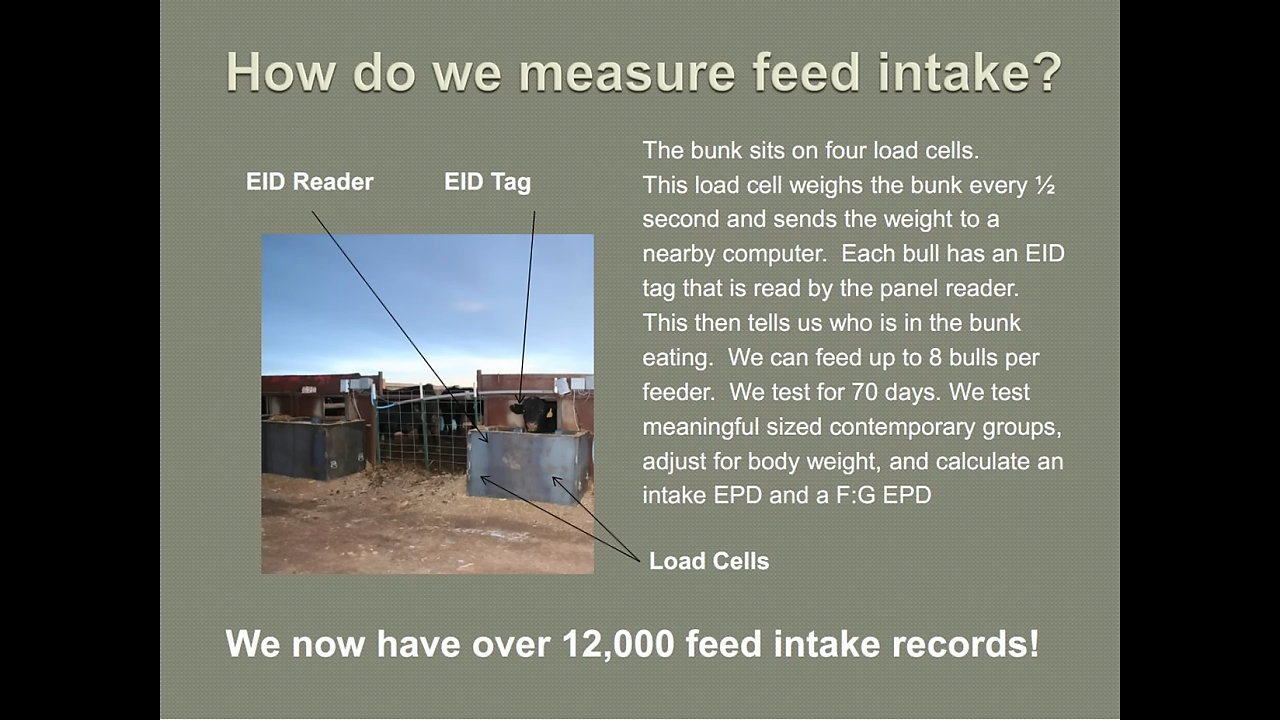 How do we measure feed intake?
EID Reader
EID Tag
The bunk sits on four load cells.
This load cell weighs the bunk every ½
second and sends the weight to a
nearby computer.  Each bull has an EID
tag that is read by the panel reader.
This then tells us who is in the bunk
eating.  We can feed up to 8 bulls per
feeder.  We test for 70 days. We test
meaningful sized contemporary groups,
adjust for body weight, and calculate an
intake EPD and a F:G EPD
Load Cells
We now have over 12,000 feed intake records!